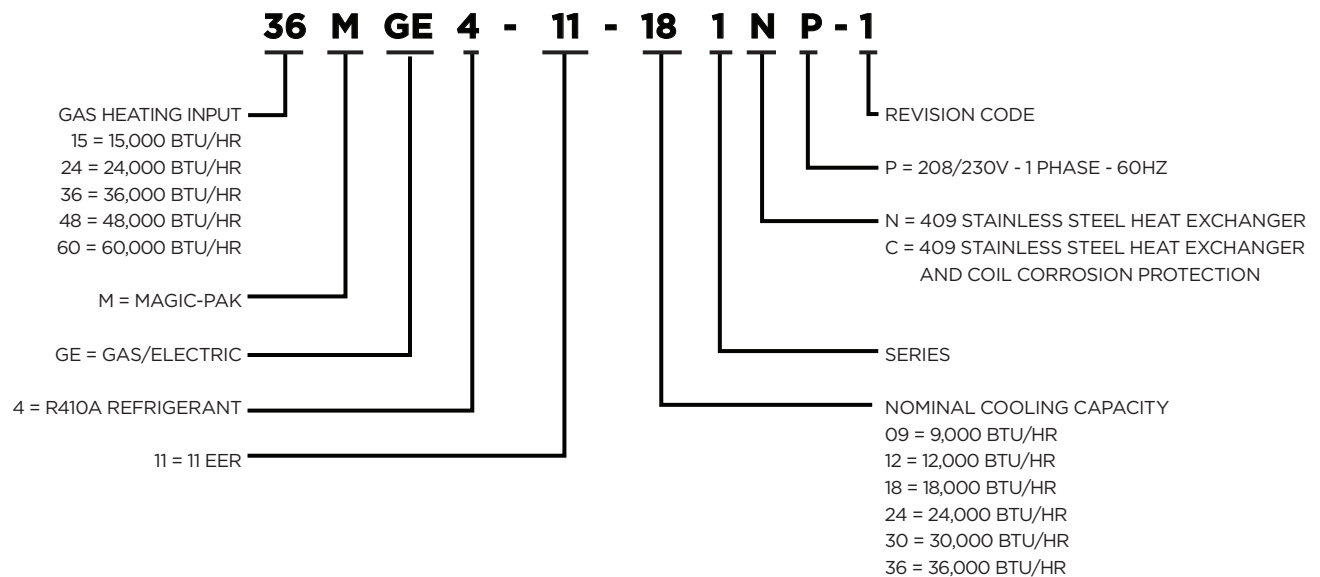 36 M GE 4 - 11 - 18 1 N P - 1
GAS HEATING INPUT
15 = 15,000 BTU/HR
24 = 24,000 BTU/HR
36 = 36,000 BTU/HR
48 = 48,000 BTU/HR
60 = 60,000 BTU/HR
M = MAGIC-PAK
GE = GAS/ELECTRIC
4 = R410A REFRIGERANT
11 = 11 EER
REVISION CODE
P = 208/230V - 1 PHASE - 60HZ
N = 409 STAINLESS STEEL HEAT EXCHANGER
C = 409 STAINLESS STEEL HEAT EXCHANGER
AND COIL CORROSION PROTECTION
SERIES
NOMINAL COOLING CAPACITY
09 = 9,000 BTU/HR
12 = 12,000 BTU/HR
18 = 18,000 BTU/HR
24 = 24,000 BTU/HR
30 = 30,000 BTU/HR
36 = 36,000 BTU/HR